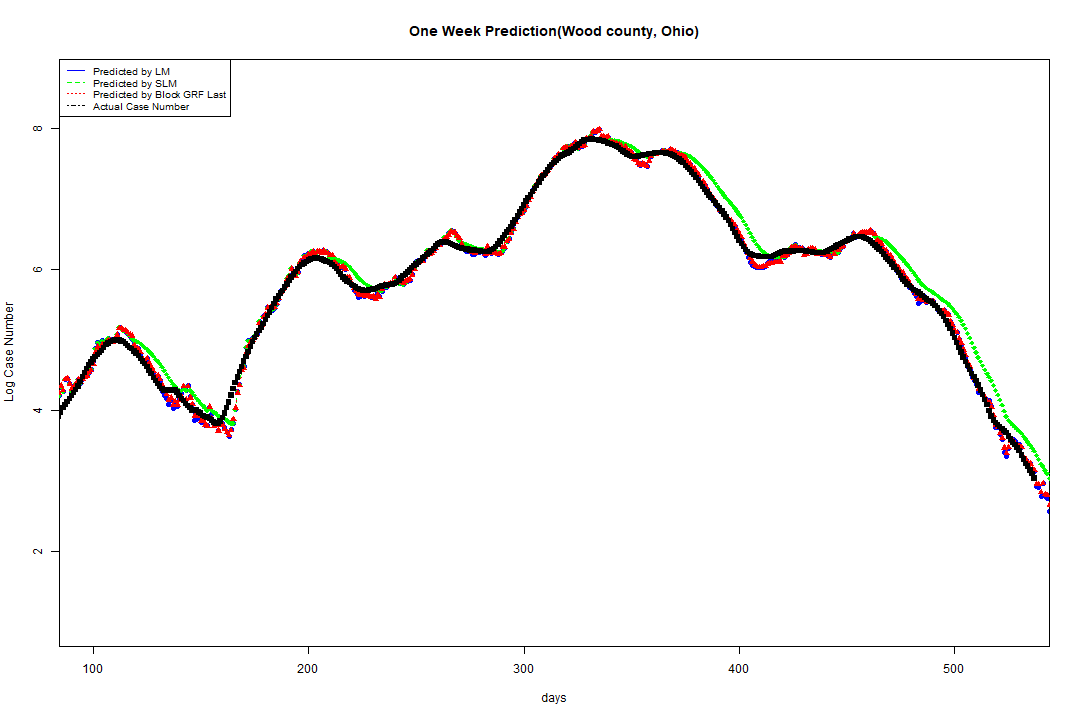 One Week Prediction(Wood county, Ohio)
Predicted by LM
Predicted by SLM
Predicted by Block GRF Last
Actual Case Number
8
6
4
2
Log Case Number
100 200 300 400 500
days